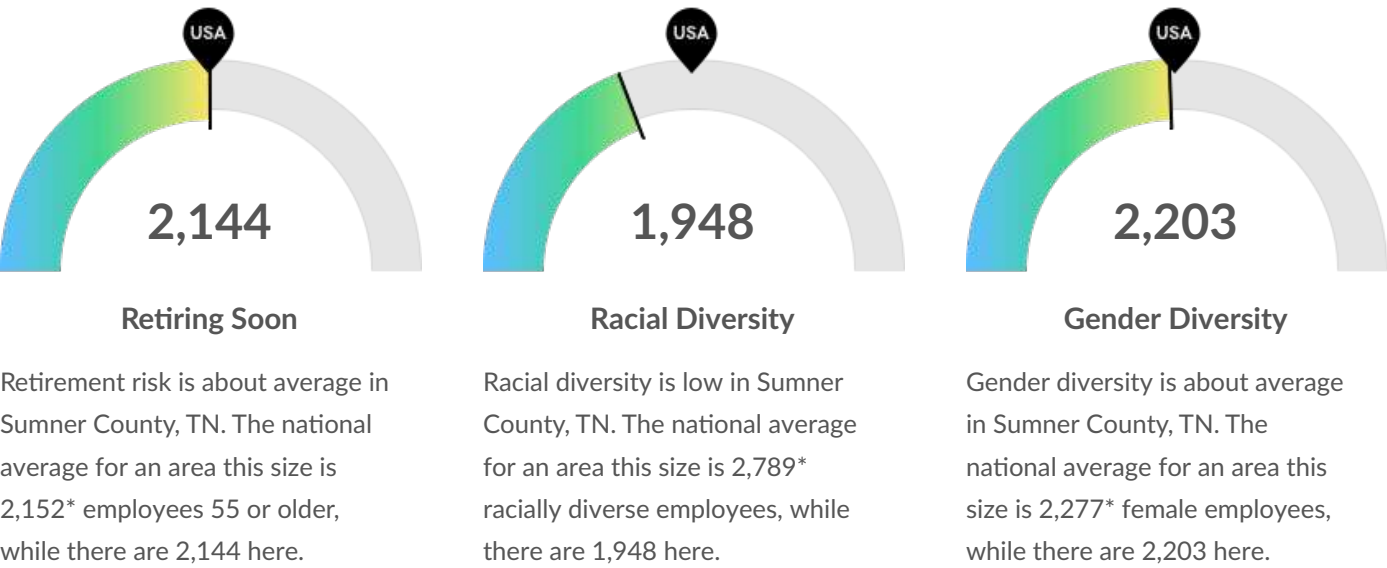 USA
2,144
Retiring Soon
Retirement risk is about average in
Sumner County, TN. The national
average for an area this size is
2,152* employees 55 or older,
while there are 2,144 here.
USA
1,948
Racial Diversity
Racial diversity is low in Sumner
County, TN. The national average
for an area this size is 2,789*
racially diverse employees, while
there are 1,948 here.
USA
2,203
Gender Diversity
Gender diversity is about average
in Sumner County, TN. The
national average for an area this
size is 2,277* female employees,
while there are 2,203 here.